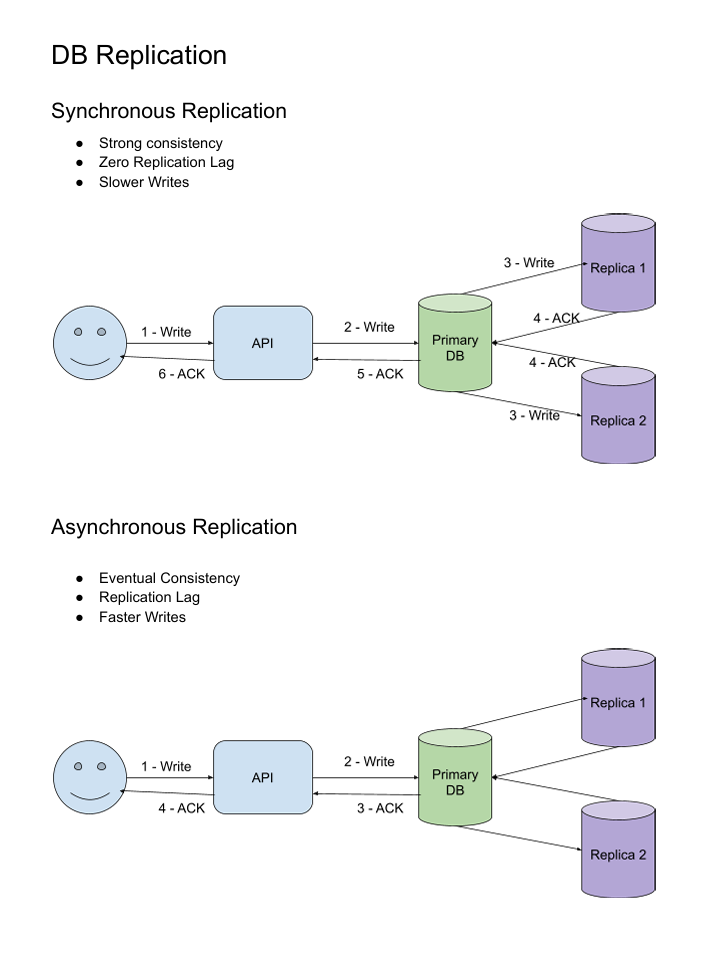 DB Replication
Synchronous Replication
● Strong consistency
● Zero Replication Lag
● Slower Writes
3 - Write
Replica 1
4 - ACK
1 - Write
API
2 - Write
Primary
DB
6 - ACK
5 - ACK
4 - ACK
3 - Write
Replica 2
Asynchronous Replication
● Eventual Consistency
● Replication Lag
● Faster Writes
Replica 1
1 - Write
API
2 - Write
Primary
DB
4 - ACK
3 - ACK
Replica 2